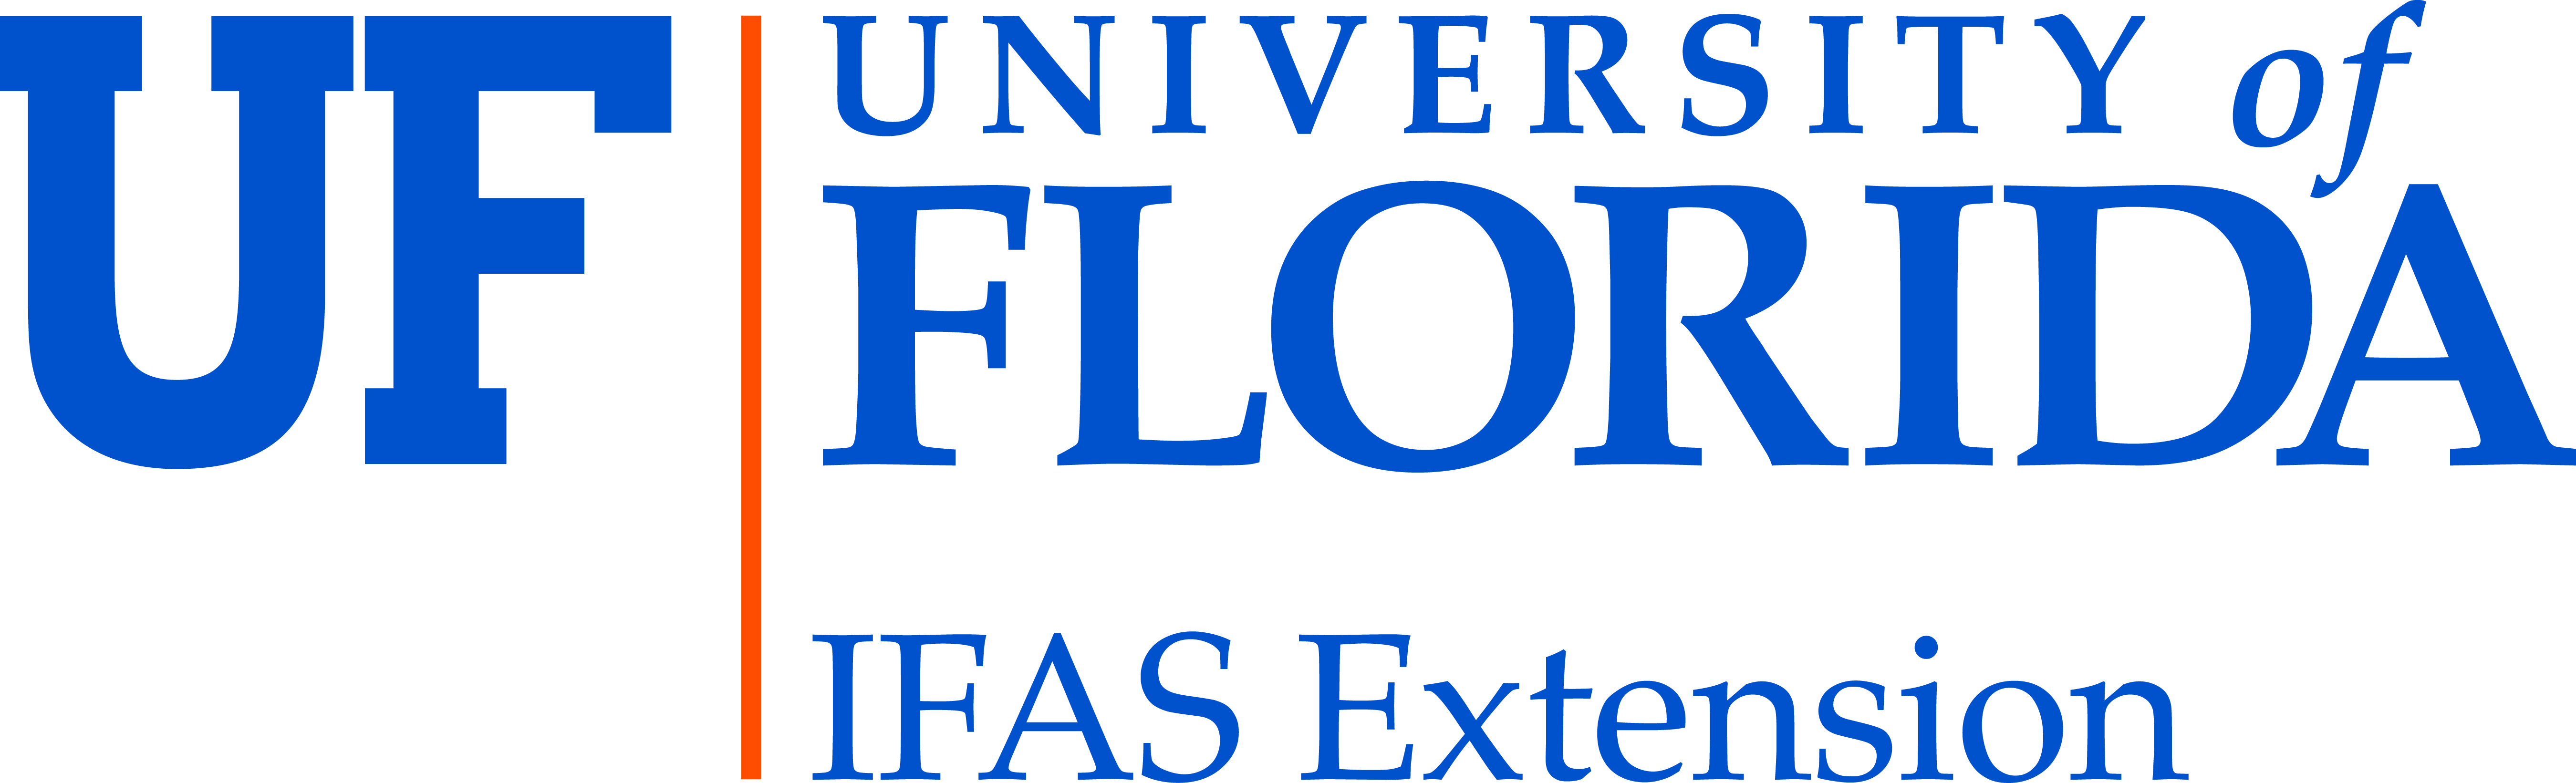 UF
UNIVERSITY of
FLORIDA
IFAS Extension